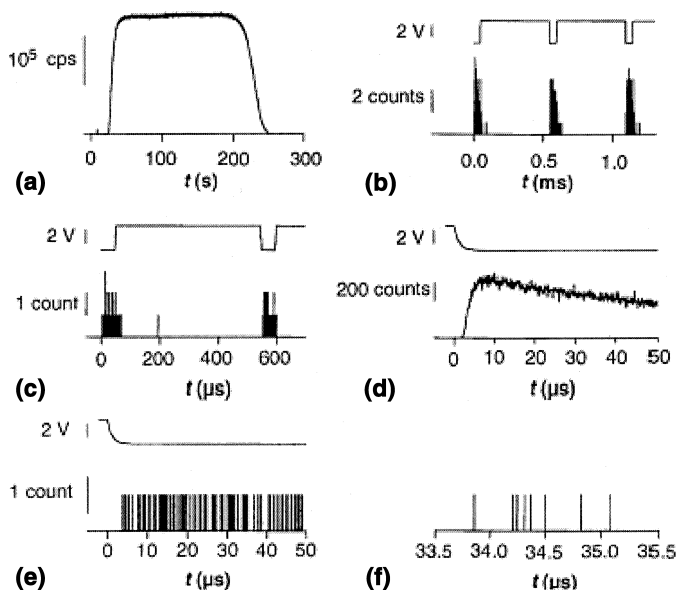 10⁵ cps
0 100 200 300
t (s)
(a)
2 V
2 counts
0.0 0.5 1.0
t (ms)
(b)
2 V
1 count
0 200 400 600
t (µs)
(c)
2 V
200 counts
0 10 20 30 40 50
t (µs)
(d)
2 V
1 count
0 10 20 30 40 50
t (µs)
(e)
33.5 34.0 34.5 35.0 35.5
t (µs)
(f)